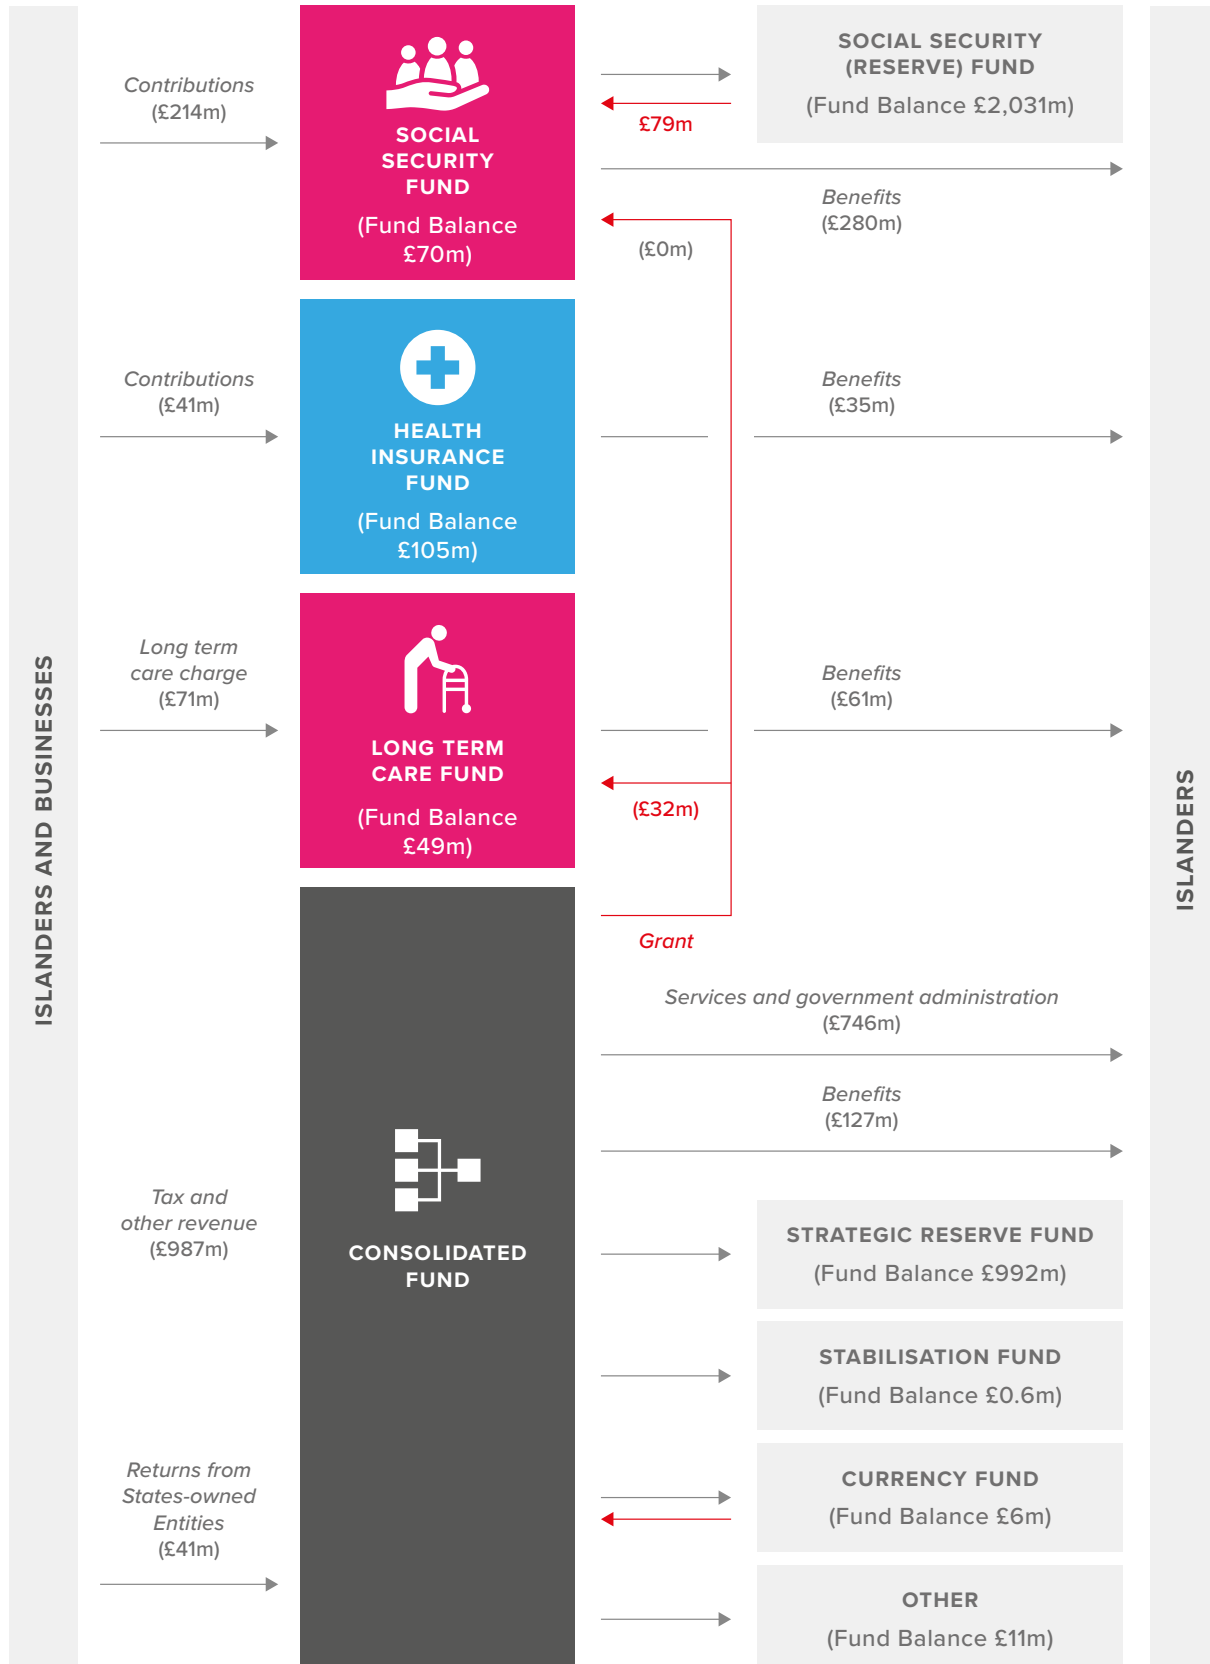 ISLANDERS AND BUSINESSES
Contributions
(£214m)
SOCIAL
SECURITY
FUND
(Fund Balance
£70m)
£79m
SOCIAL SECURITY
(RESERVE) FUND
(Fund Balance £2,031m)
Benefits
(£280m)
(£0m)
Contributions
(£41m)
HEALTH
INSURANCE
FUND
(Fund Balance
£105m)
Benefits
(£35m)
Long term
care charge
(£71m)
LONG TERM
CARE FUND
(Fund Balance
£49m)
Benefits
(£61m)
(£32m)
Grant
Services and government administration
(£746m)
Benefits
(£127m)
Tax and
other revenue
(£987m)
CONSOLIDATED
FUND
STRATEGIC RESERVE FUND
(Fund Balance £992m)
STABILISATION FUND
(Fund Balance £0.6m)
Returns from
States-owned
Entities
(£41m)
CURRENCY FUND
(Fund Balance £6m)
OTHER
(Fund Balance £11m)
ISLANDERS